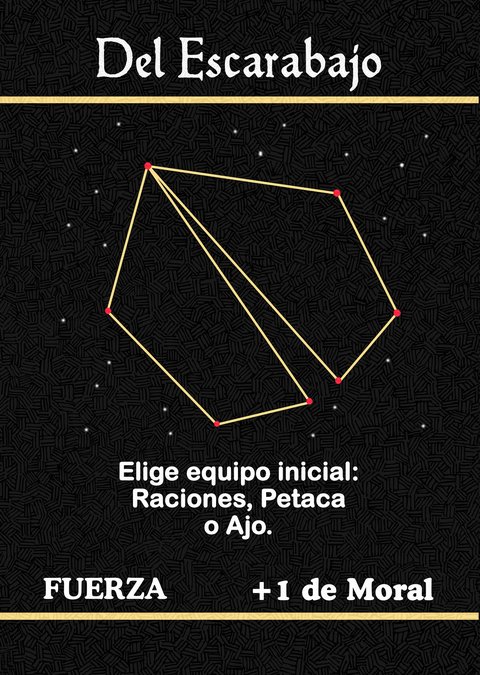 Del Escarabajo
Elige equipo inicial:
Raciones, Petaca
o Ajo.
FUERZA
+1 de Moral